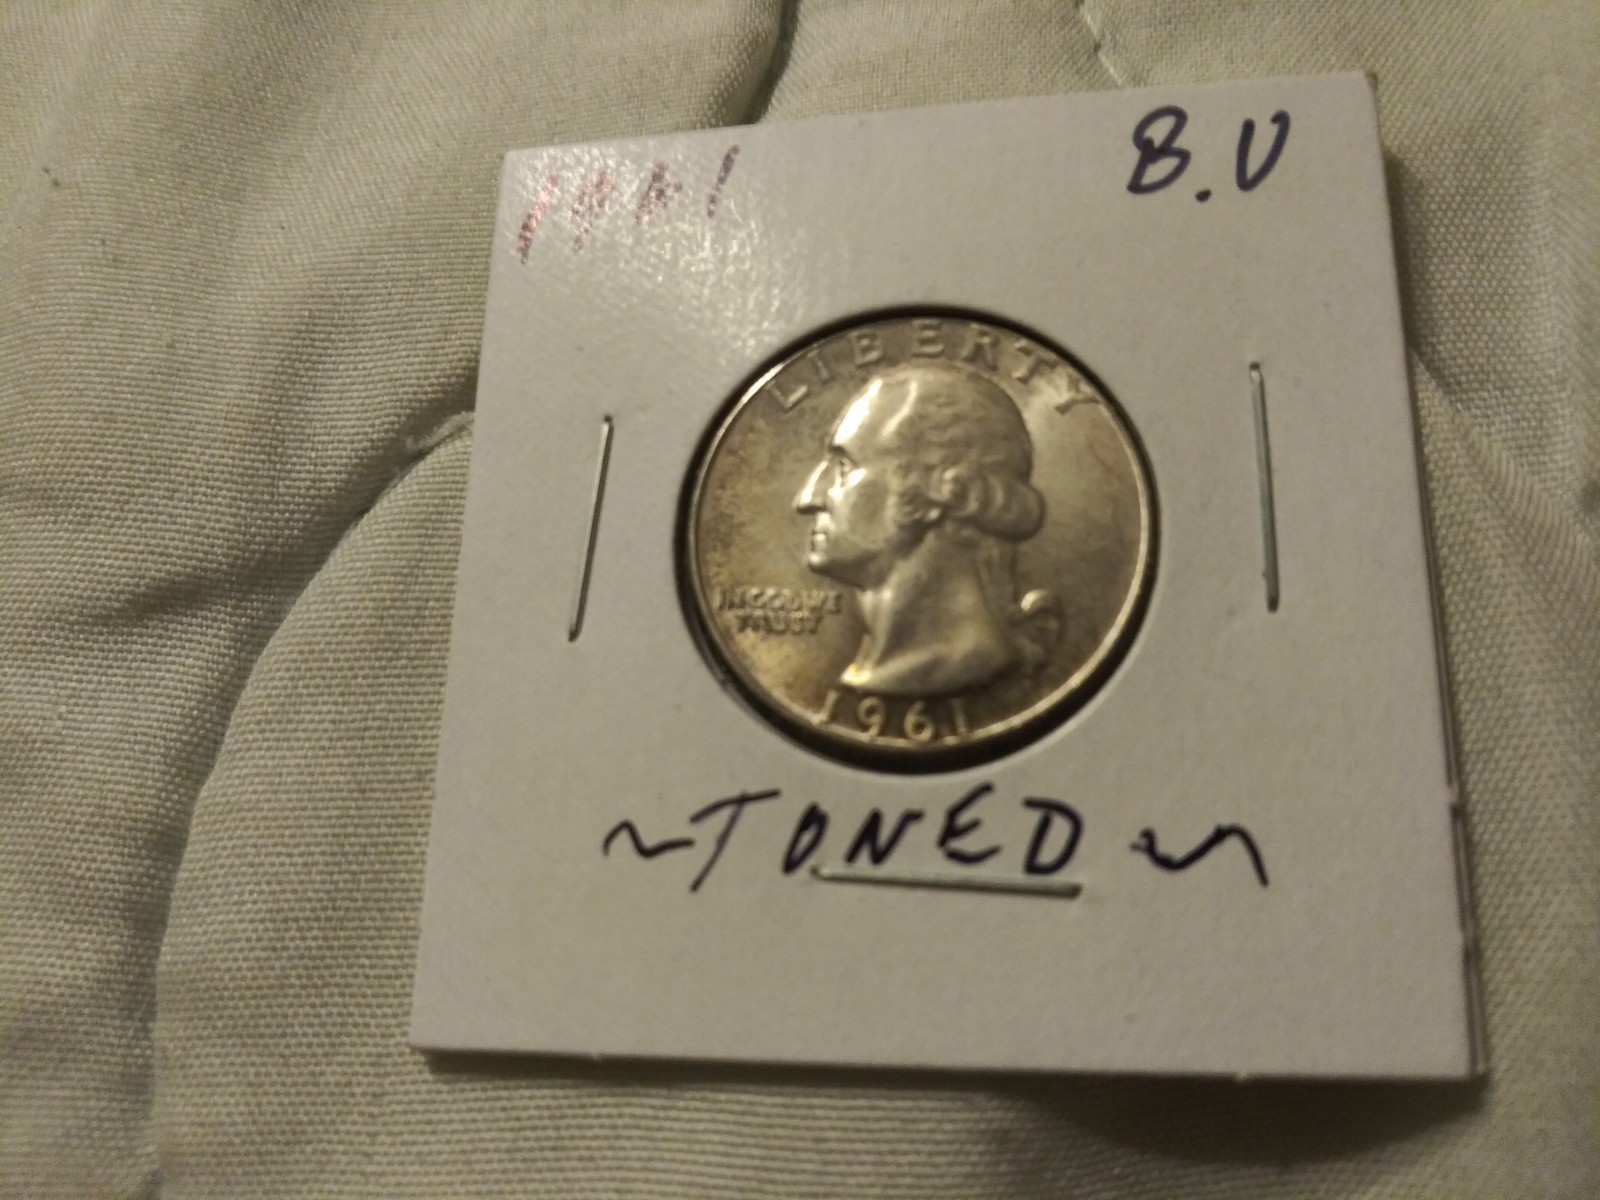 1961 B.U
LIBERTY
IN GOD WE
TRUST
1961
~TONED~